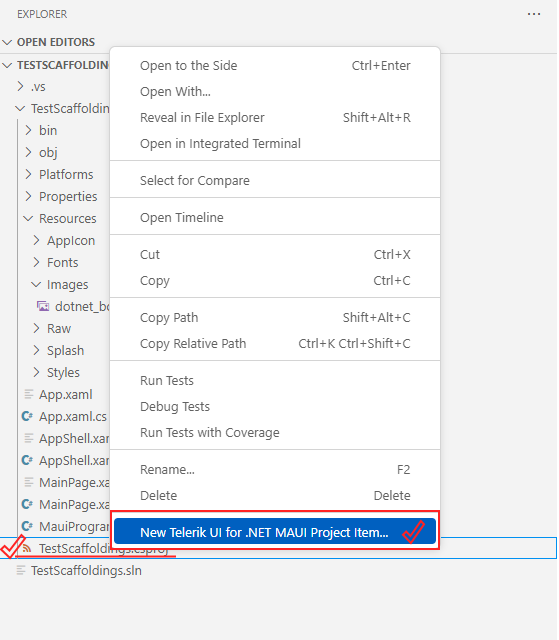 EXPLORER
OPEN EDITORS
TESTSCAFFOLDIN
.vs
TestScaffoldin
bin
obj
Platforms
Properties
Resources
AppIcon
Fonts
Images
dotnet_bo
Raw
Splash
Styles
App.xaml
App.xaml.cs
AppShell.xam
AppShell.xam
MainPage.xa
MainPage.xa
MauiProgram
TestScaffoldings.csproj
TestScaffoldings.sln
Open to the Side Ctrl+Enter
Open With...
Reveal in File Explorer Shift+Alt+R
Open in Integrated Terminal
Select for Compare
Open Timeline
Cut Ctrl+X
Copy Ctrl+C
Copy Path Shift+Alt+C
Copy Relative Path Ctrl+K Ctrl+Shift+C
Run Tests
Debug Tests
Run Tests with Coverage
Rename... F2
Delete Delete
New Telerik UI for .NET MAUI Project Item...